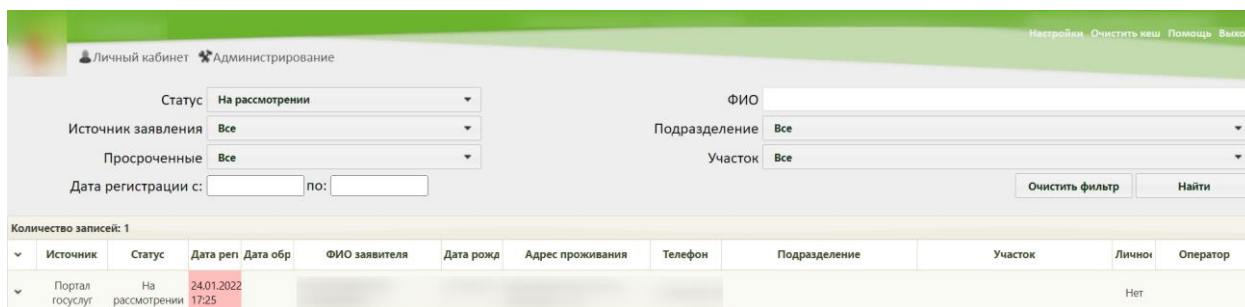 Настройки Очистить кеш Помощь Выхо
Личный кабинет Администрирование
Статус На рассмотрении ФИО
Источник заявления Все Подразделение Все
Просроченные Все Участок Все
Дата регистрации с: по: Очистить фильтр Найти
Количество записей: 1
Источник Статус Дата реги Дата обр ФИО заявителя Дата рожд Адрес проживания Телефон Подразделение Участок Личное Оператор
Портал На 24.01.2022
госуслуг рассмотрении 17:25 Нет